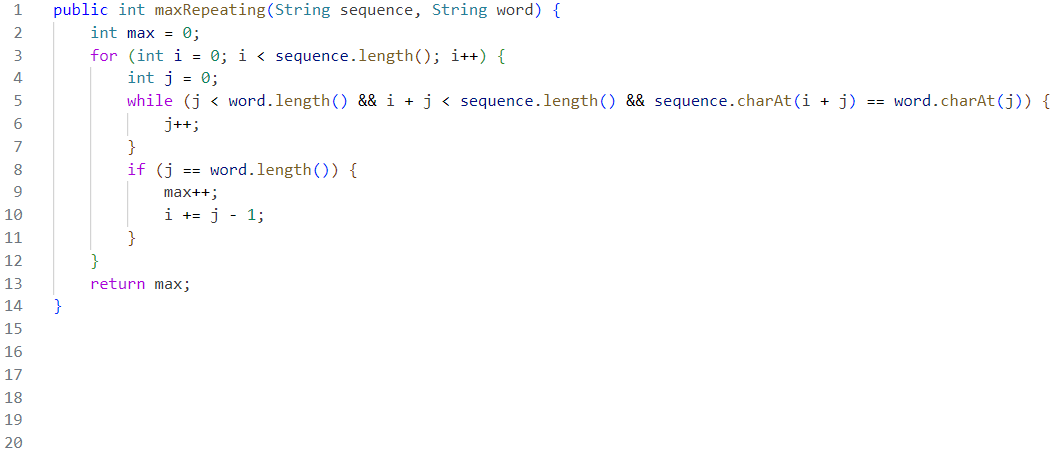 1 public int maxRepeating(String sequence, String word) {
2 int max = 0;
3 for (int i = 0; i < sequence.length(); i++) {
4 int j = 0;
5 while (j < word.length() && i + j < sequence.length() && sequence.charAt(i + j) == word.charAt(j)) {
6 j++;
7 }
8 if (j == word.length()) {
9 max++;
10 i += j - 1;
11 }
12 }
13 return max;
14 }
15
16
17
18
19
20